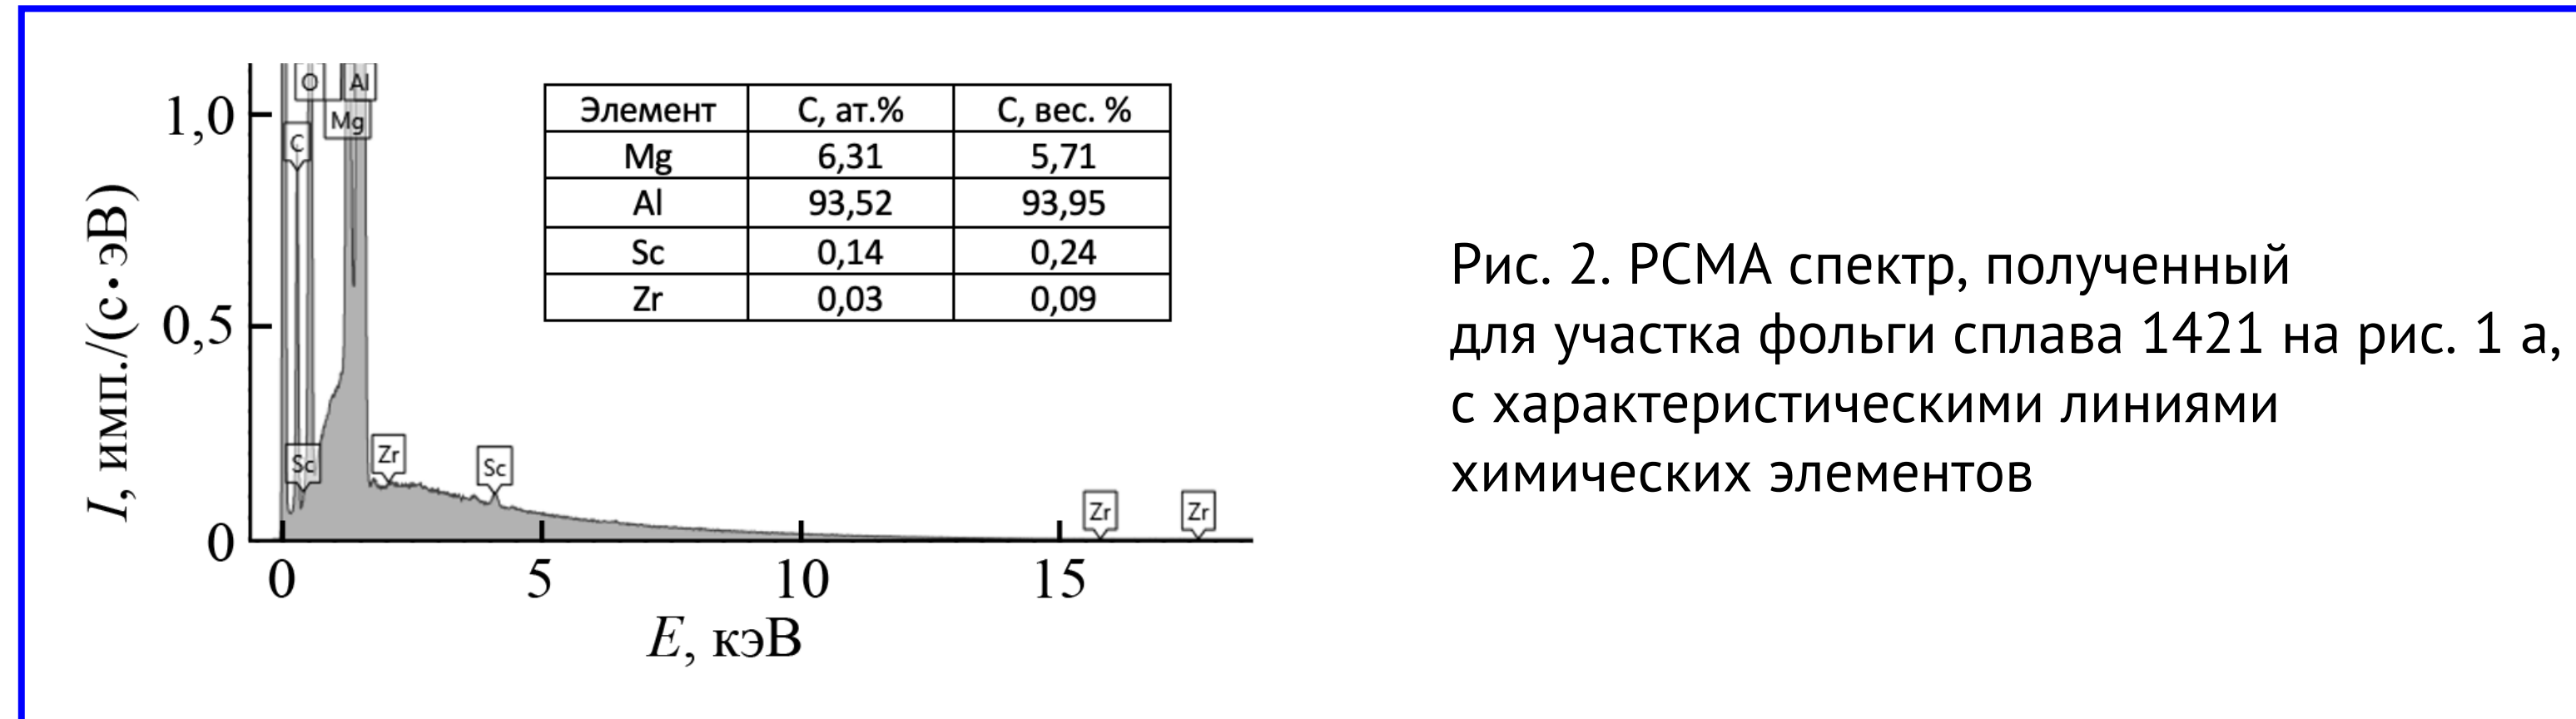 O Al
1,0
Mg
C
0,5
Sc Zr Sc
Zr Zr
0
0 5 10 15
I, имп./(с·эВ)
E, кэВ
Элемент С, ат.% С, вес. %
Mg 6,31 5,71
Al 93,52 93,95
Sc 0,14 0,24
Zr 0,03 0,09
Рис. 2. РСМА спектр, полученный
для участка фольги сплава 1421 на рис. 1 а,
с характеристическими линиями
химических элементов